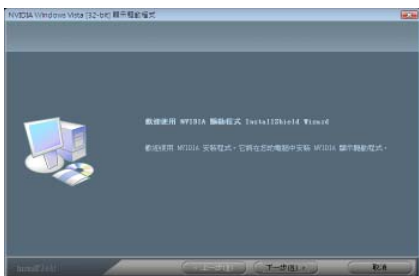 NVIDIA Windows Vista (32-bit) 顯示驅動程式
歡迎使用 NVIDIA 驅動程式 InstallShield Wizard
歡迎使用 NVIDIA 安裝程式。它將在您的電腦中安裝 NVIDIA 顯示驅動程式。
InstallShield
下一步(N) >
取消